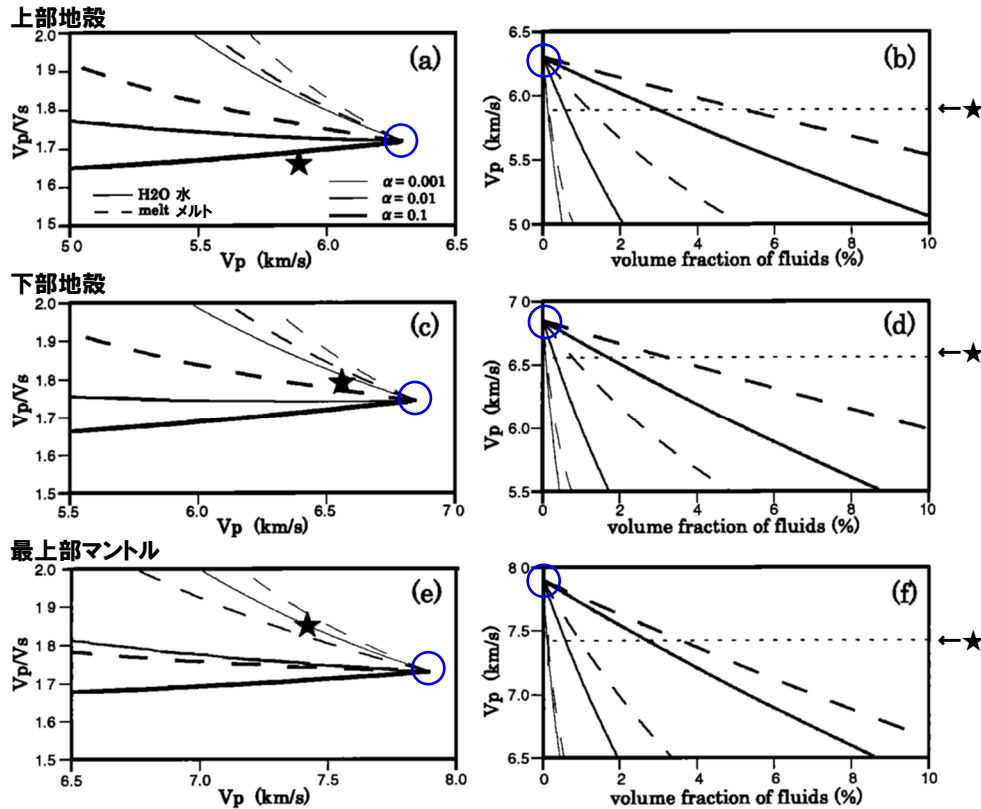 上部地殻
2.0
1.9
1.8
1.7
1.6
1.5
Vp/Vs
(a)
H2O 水
melt メルト
α = 0.001
α = 0.01
α = 0.1
5.0
5.5
6.0
6.5
Vp (km/s)
6.5
6.0
5.5
5.0
Vp (km/s)
(b)
←★
0
2
4
6
8
10
volume fraction of fluids (%)
下部地殻
2.0
1.9
1.8
1.7
1.6
1.5
Vp/Vs
(c)
5.5
6.0
6.5
7.0
Vp (km/s)
7.0
6.5
6.0
5.5
Vp (km/s)
(d)
←★
0
2
4
6
8
10
volume fraction of fluids (%)
最上部マントル
2.0
1.9
1.8
1.7
1.6
1.5
Vp/Vs
(e)
6.5
7.0
7.5
8.0
Vp (km/s)
8.0
7.5
7.0
6.5
Vp (km/s)
(f)
←★
0
2
4
6
8
10
volume fraction of fluids (%)